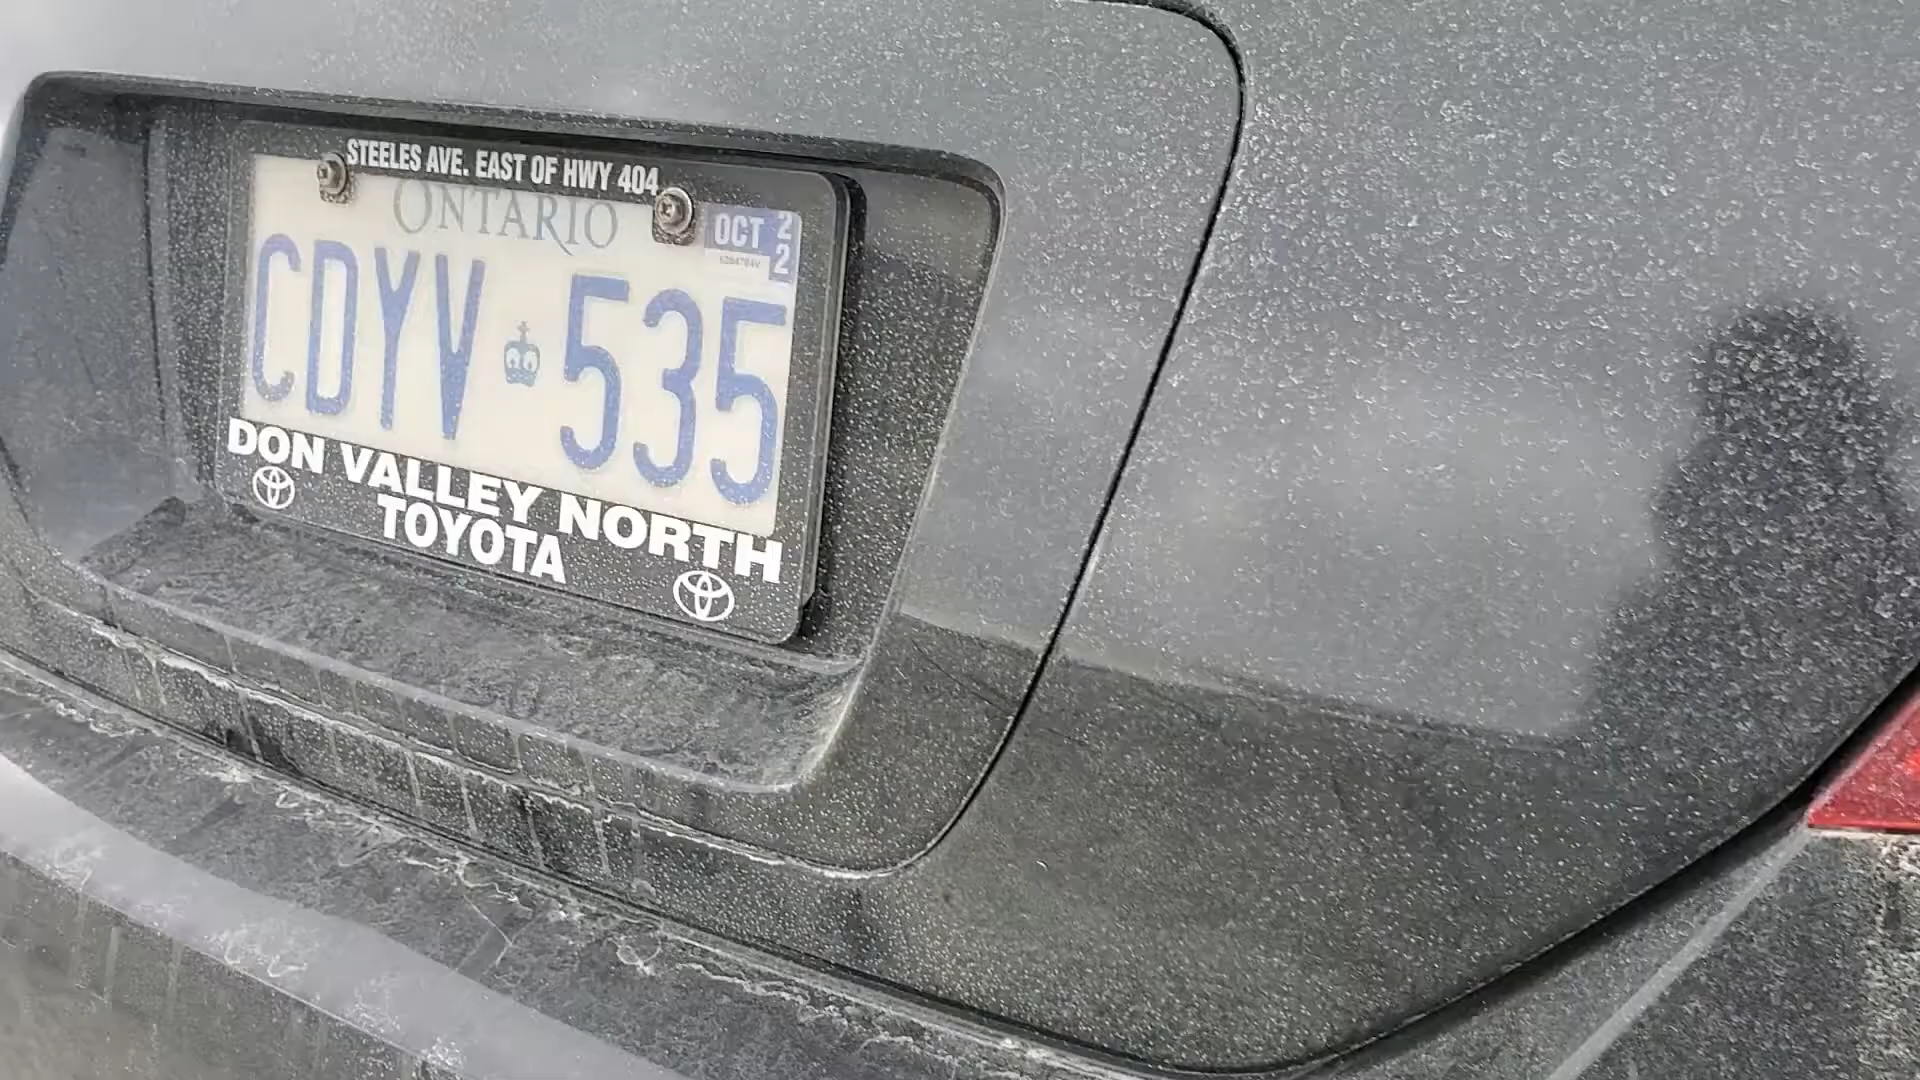 STEELES AVE. EAST OF HWY 404
ONTARIO
OCT 22
CDYV 535
DON VALLEY NORTH
TOYOTA